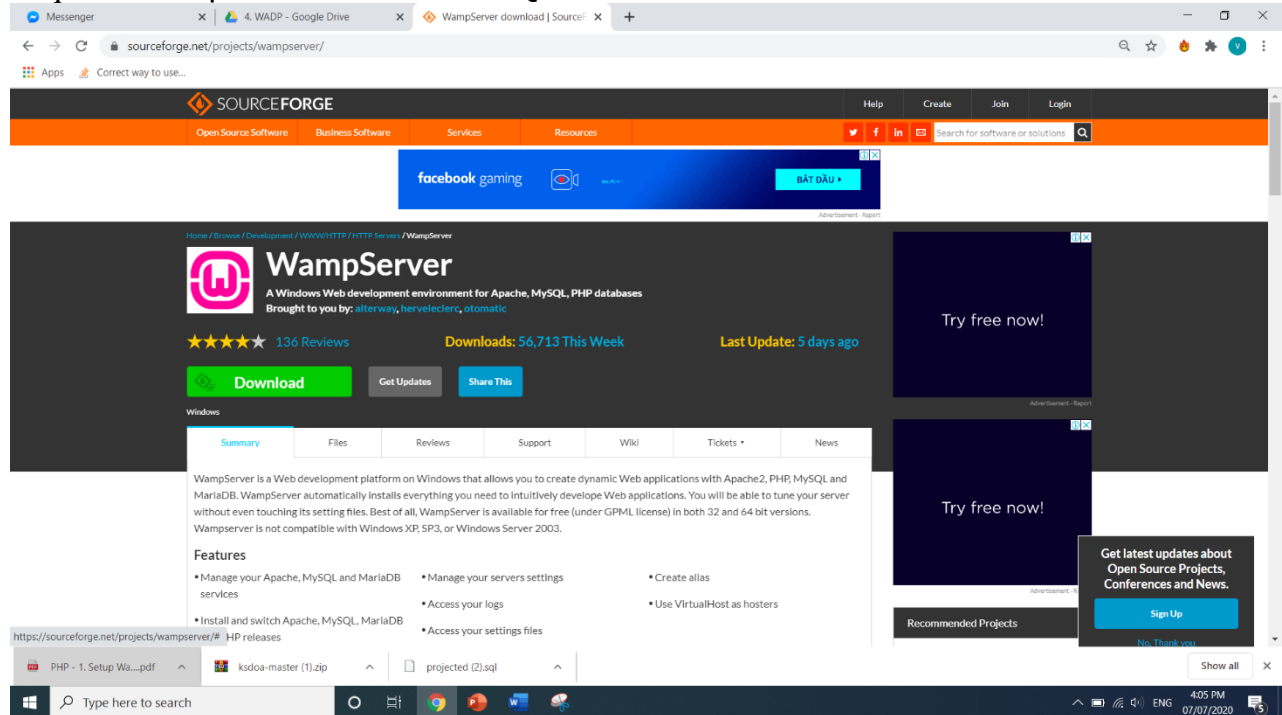 Messenger
4. WADP - Google Drive
WampServer download | SourceF
sourceforge.net/projects/wampserver/
V
Apps
Correct way to use...
SOURCEFORGE
Help Create Join Login
Open Source Software Business Software Services Resources
Search for software or solutions
facebook gaming
BẮT ĐẦU
Advertisement - Report
Home / Browse / Development / WWW/HTTP / HTTP Servers / WampServer
WampServer
A Windows Web development environment for Apache, MySQL, PHP databases
Brought to you by: alterway, herveleclerc, otomatic
136 Reviews
Downloads: 56,713 This Week
Last Update: 5 days ago
Download
Get Updates
Share This
Windows
Try free now!
Advertisement - Report
Summary Files Reviews Support Wiki Tickets News
WampServer is a Web development platform on Windows that allows you to create dynamic Web applications with Apache2, PHP, MySQL and
MariaDB. WampServer automatically installs everything you need to intuitively develope Web applications. You will be able to tune your server
without even touching its setting files. Best of all, WampServer is available for free (under GPML license) in both 32 and 64 bit versions.
Wampserver is not compatible with Windows XP, SP3, or Windows Server 2003.
Features
• Manage your Apache, MySQL and MariaDB
services
• Install and switch Apache, MySQL, MariaDB
HP releases
• Manage your servers settings
• Access your logs
• Access your settings files
• Create alias
• Use VirtualHost as hosters
Try free now!
Advertisement - R
Recommended Projects
Get latest updates about
Open Source Projects,
Conferences and News.
Sign Up
No, Thank you
https://sourceforge.net/projects/wampserver/#
PHP - 1. Setup Wa....pdf
ksdoa-master (1).zip
projected (2).sql
Show all
Type here to search
ENG
4:05 PM
07/07/2020
5